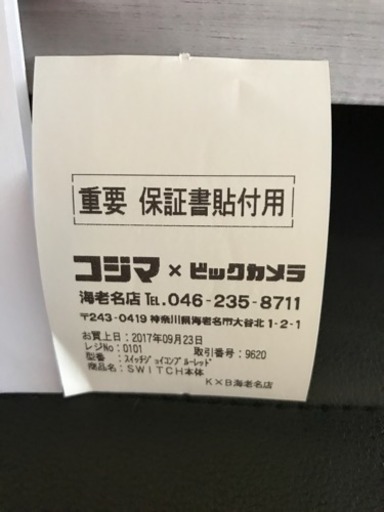 重要 保証書貼付用
コジマ×ビックカメラ
海老名店 TEL.046-235-8711
〒243-0419 神奈川県海老名市大谷北1-2-1
お買上日:2017年09月23日
レジNo:0101 取引番号:9620
型番 :スイッチジョイコンブルーレッド
商品名:SWITCH本体
K×B海老名店